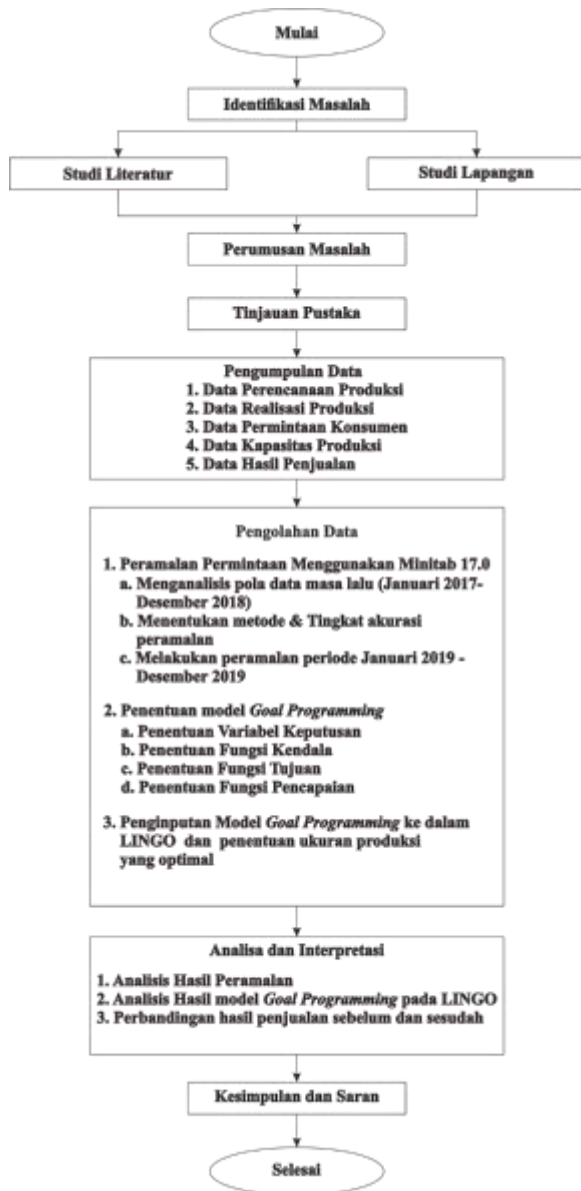 Mulai
Identifikasi Masalah
Studi Literatur
Studi Lapangan
Perumusan Masalah
Tinjauan Pustaka
Pengumpulan Data
1. Data Perencanaan Produksi
2. Data Realisasi Produksi
3. Data Permintaan Konsumen
4. Data Kapasitas Produksi
5. Data Hasil Penjualan
Pengolahan Data
1. Peramalan Permintaan Menggunakan Minitab 17.0
a. Menganalisis pola data masa lalu (Januari 2017-
Desember 2018)
b. Menentukan metode & Tingkat akurasi
peramalan
c. Melakukan peramalan periode Januari 2019 -
Desember 2019
2. Penentuan model Goal Programming
a. Penentuan Variabel Keputusan
b. Penentuan Fungsi Kendala
c. Penentuan Fungsi Tujuan
d. Penentuan Fungsi Pencapaian
3. Penginputan Model Goal Programming ke dalam
LINGO dan penentuan ukuran produksi
yang optimal
Analisa dan Interpretasi
1. Analisis Hasil Peramalan
2. Analisis Hasil model Goal Programming pada LINGO
3. Perbandingan hasil penjualan sebelum dan sesudah
Kesimpulan dan Saran
Selesai